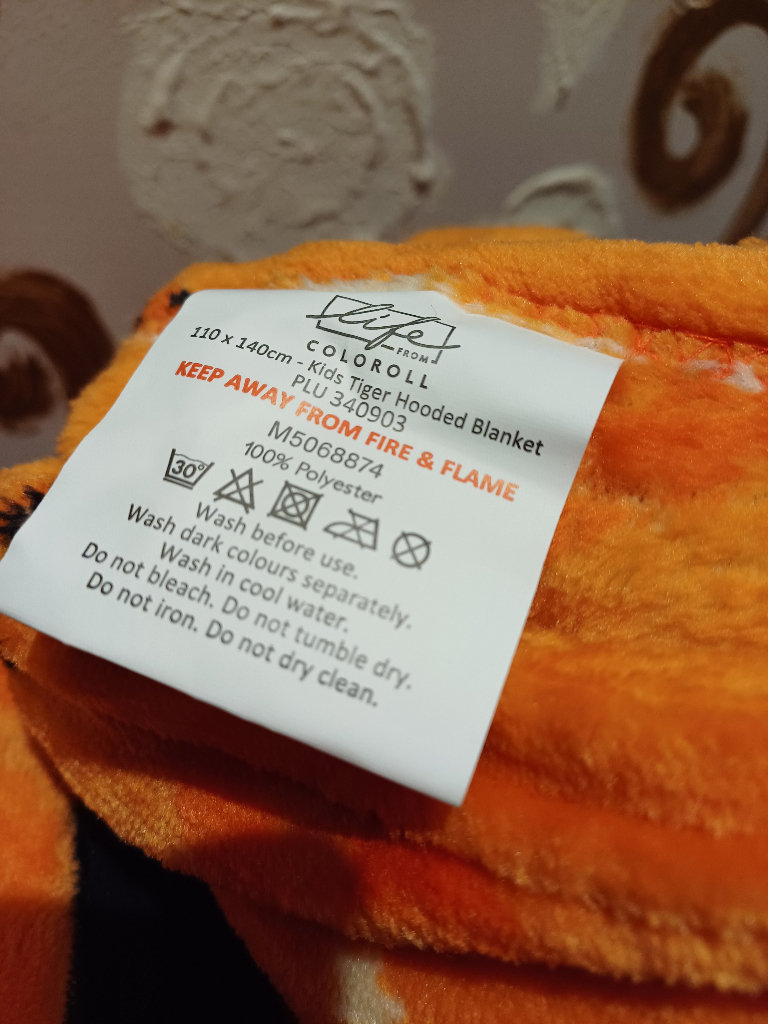 life
FROM
COLOROLL
110 x 140cm - Kids Tiger Hooded Blanket
PLU 340903
KEEP AWAY FROM FIRE & FLAME
M5068874
100% Polyester
30°
Wash before use.
Wash dark colours separately.
Wash in cool water.
Do not bleach. Do not tumble dry.
Do not iron. Do not dry clean.